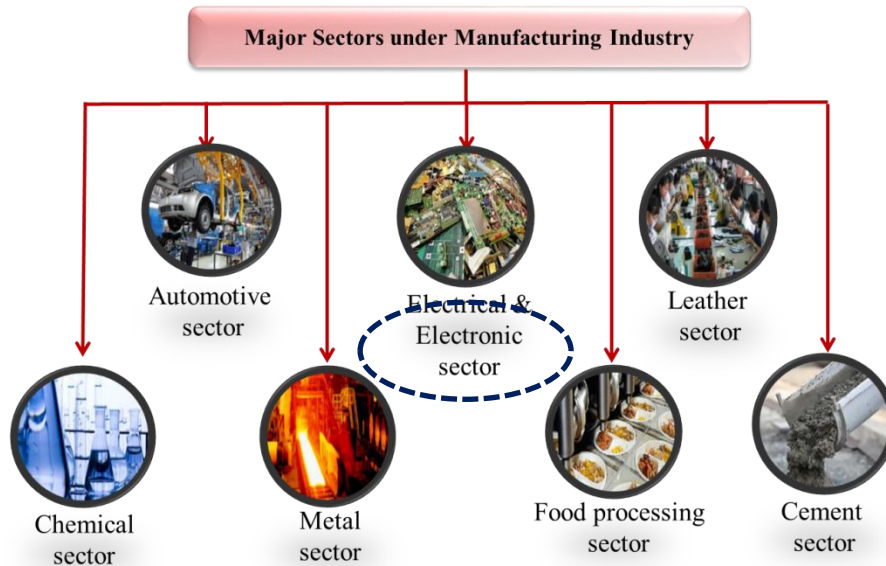 Major Sectors under Manufacturing Industry
Automotive
sector
Electrical &
Electronic
sector
Leather
sector
Chemical
sector
Metal
sector
Food processing
sector
Cement
sector